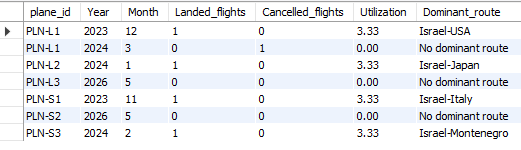 plane_id Year Month Landed_flights Cancelled_flights Utilization Dominant_route
PLN-L1 2023 12 1 0 3.33 Israel-USA
PLN-L1 2024 3 0 1 0.00 No dominant route
PLN-L2 2024 1 1 0 3.33 Israel-Japan
PLN-L3 2026 5 0 0 0.00 No dominant route
PLN-S1 2023 11 1 0 3.33 Israel-Italy
PLN-S2 2026 5 0 0 0.00 No dominant route
PLN-S3 2024 2 1 0 3.33 Israel-Montenegro